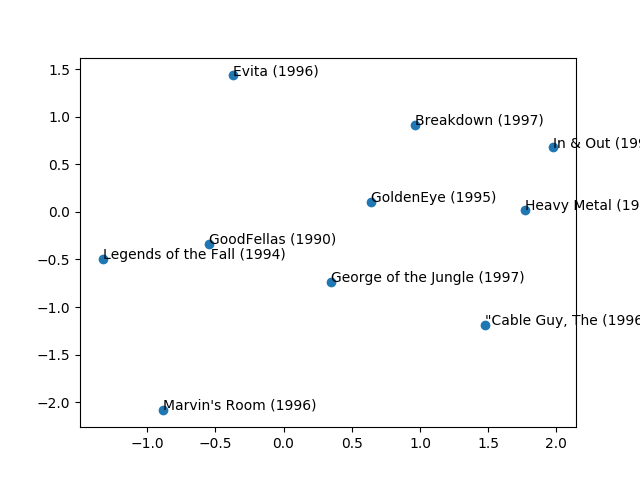 1.5
Evita (1996)
1.0
Breakdown (1997)
In & Out (199
0.5
GoldenEye (1995)
0.0
Heavy Metal (19
GoodFellas (1990)
−0.5
Legends of the Fall (1994)
George of the Jungle (1997)
−1.0
"Cable Guy, The (1996
−1.5
−2.0
Marvin's Room (1996)
−1.0 −0.5 0.0 0.5 1.0 1.5 2.0